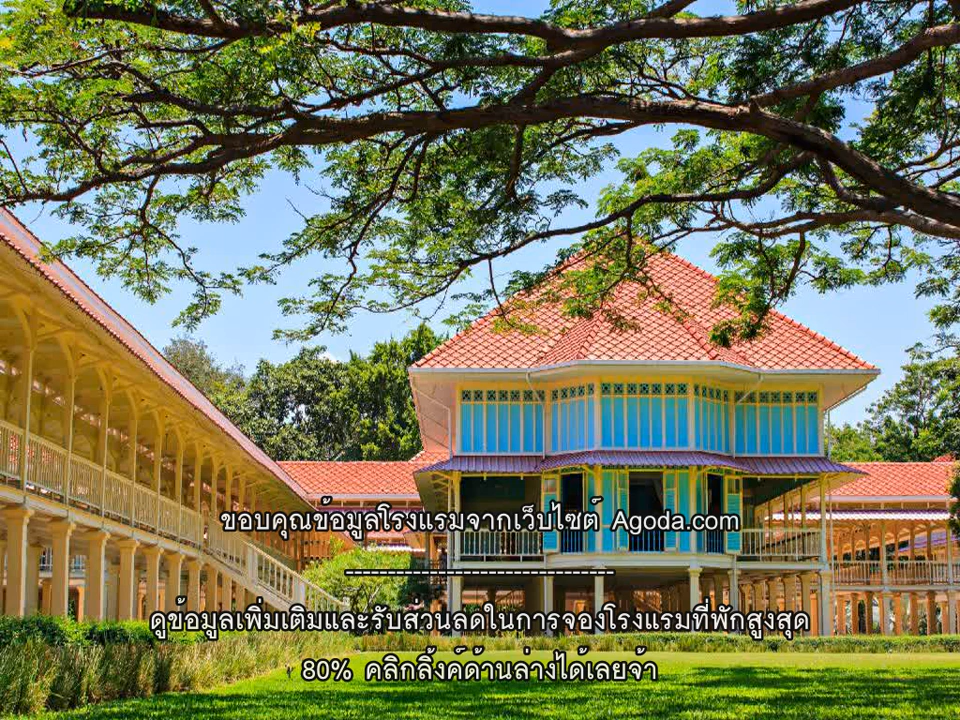 ขอบคุณข้อมูลโรงแรมจากเว็บไซต์ Agoda.com
--------------------------------
ดูข้อมูลเพิ่มเติมและรับส่วนลดในการจองโรงแรมที่พักสูงสุด
80% คลิกลิ้งค์ด้านล่างได้เลยจ้า